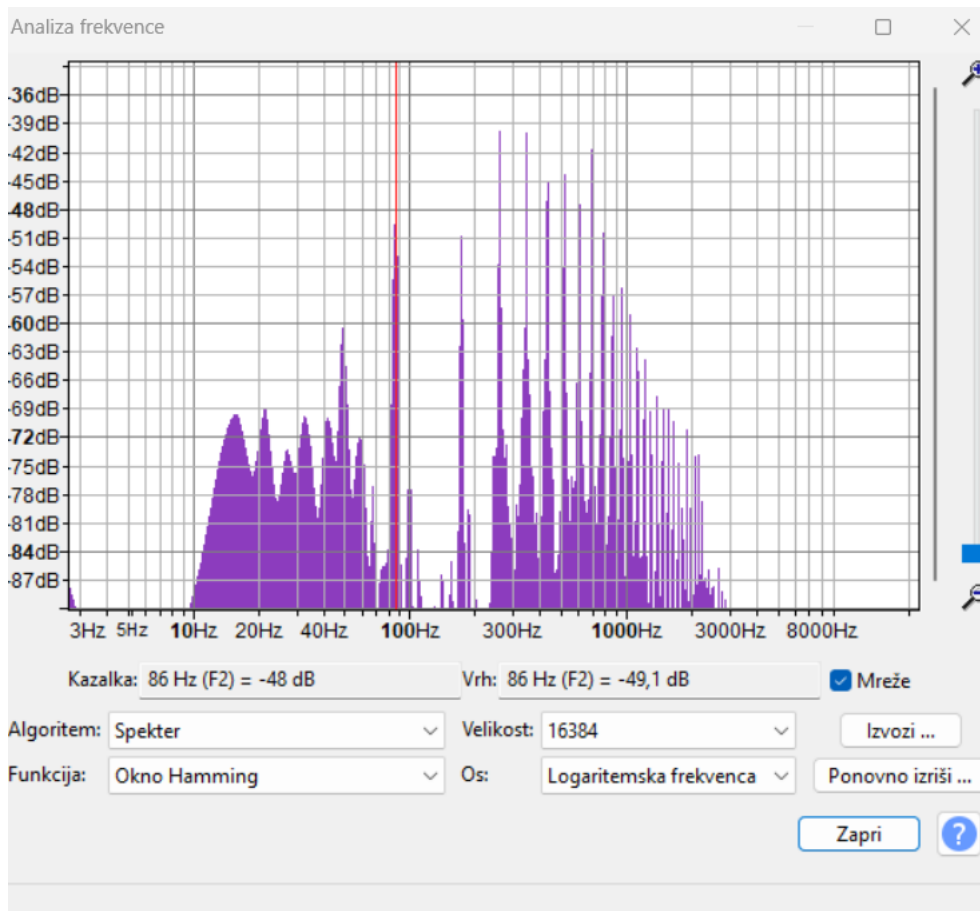 Analiza frekvence
-36dB
-39dB
-42dB
-45dB
-48dB
-51dB
-54dB
-57dB
-60dB
-63dB
-66dB
-69dB
-72dB
-75dB
-78dB
-81dB
-84dB
-87dB
3Hz 5Hz 10Hz 20Hz 40Hz 100Hz 300Hz 1000Hz 3000Hz 8000Hz
Kazalka: 86 Hz (F2) = -48 dB Vrh: 86 Hz (F2) = -49,1 dB Mreže
Algoritem: Spekter Velikost: 16384 Izvozi ...
Funkcija: Okno Hamming Os: Logaritemska frekvenca Ponovno izriši ...
Zapri ?